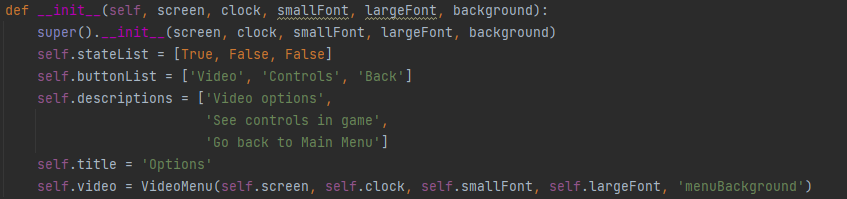 def __init__(self, screen, clock, smallFont, largeFont, background):
    super().__init__(screen, clock, smallFont, largeFont, background)
    self.stateList = [True, False, False]
    self.buttonList = ['Video', 'Controls', 'Back']
    self.descriptions = ['Video options',
                         'See controls in game',
                         'Go back to Main Menu']
    self.title = 'Options'
    self.video = VideoMenu(self.screen, self.clock, self.smallFont, self.largeFont, 'menuBackground')